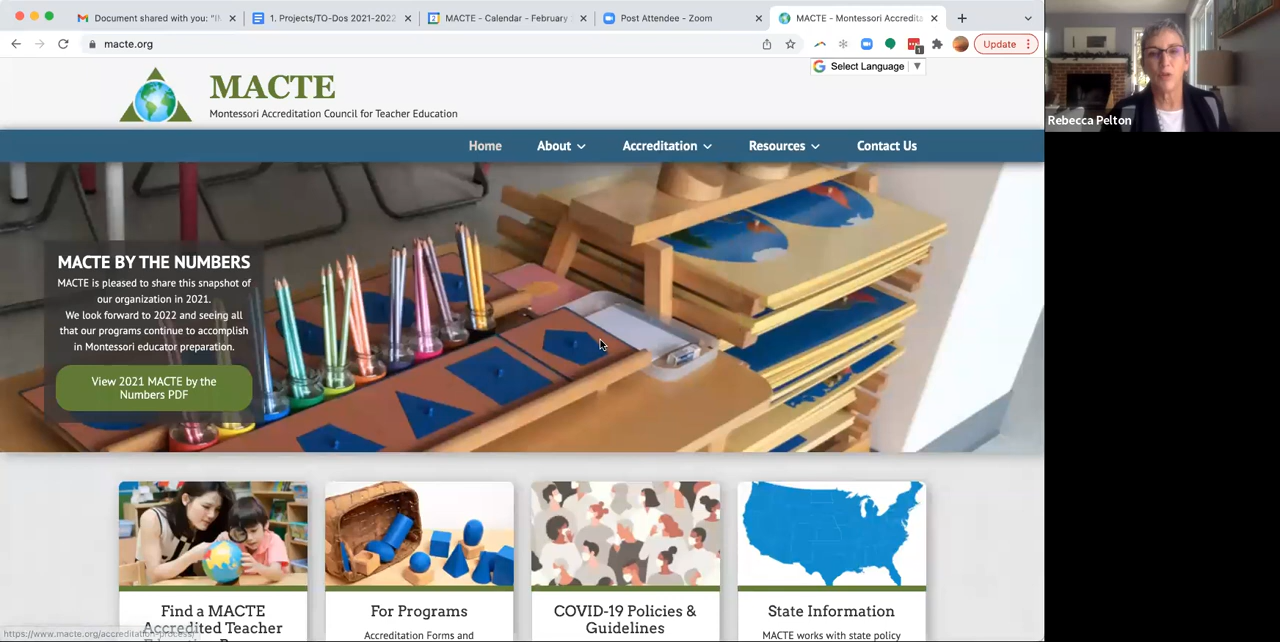 Document shared with you: "I
1. Projects/TO-Dos 2021-2022
MACTE - Calendar - February
Post Attendee - Zoom
MACTE - Montessori Accredita
macte.org
1
Update
Select Language
MACTE
Montessori Accreditation Council for Teacher Education
Home
About
Accreditation
Resources
Contact Us
MACTE BY THE NUMBERS
MACTE is pleased to share this snapshot of
our organization in 2021.
We look forward to 2022 and seeing all
that our programs continue to accomplish
in Montessori educator preparation.
View 2021 MACTE by the
Numbers PDF
Find a MACTE
Accredited Teacher
For Programs
Accreditation Forms and
COVID-19 Policies &
Guidelines
State Information
MACTE works with state policy
https://www.macte.org/accreditation-process/
Rebecca Pelton